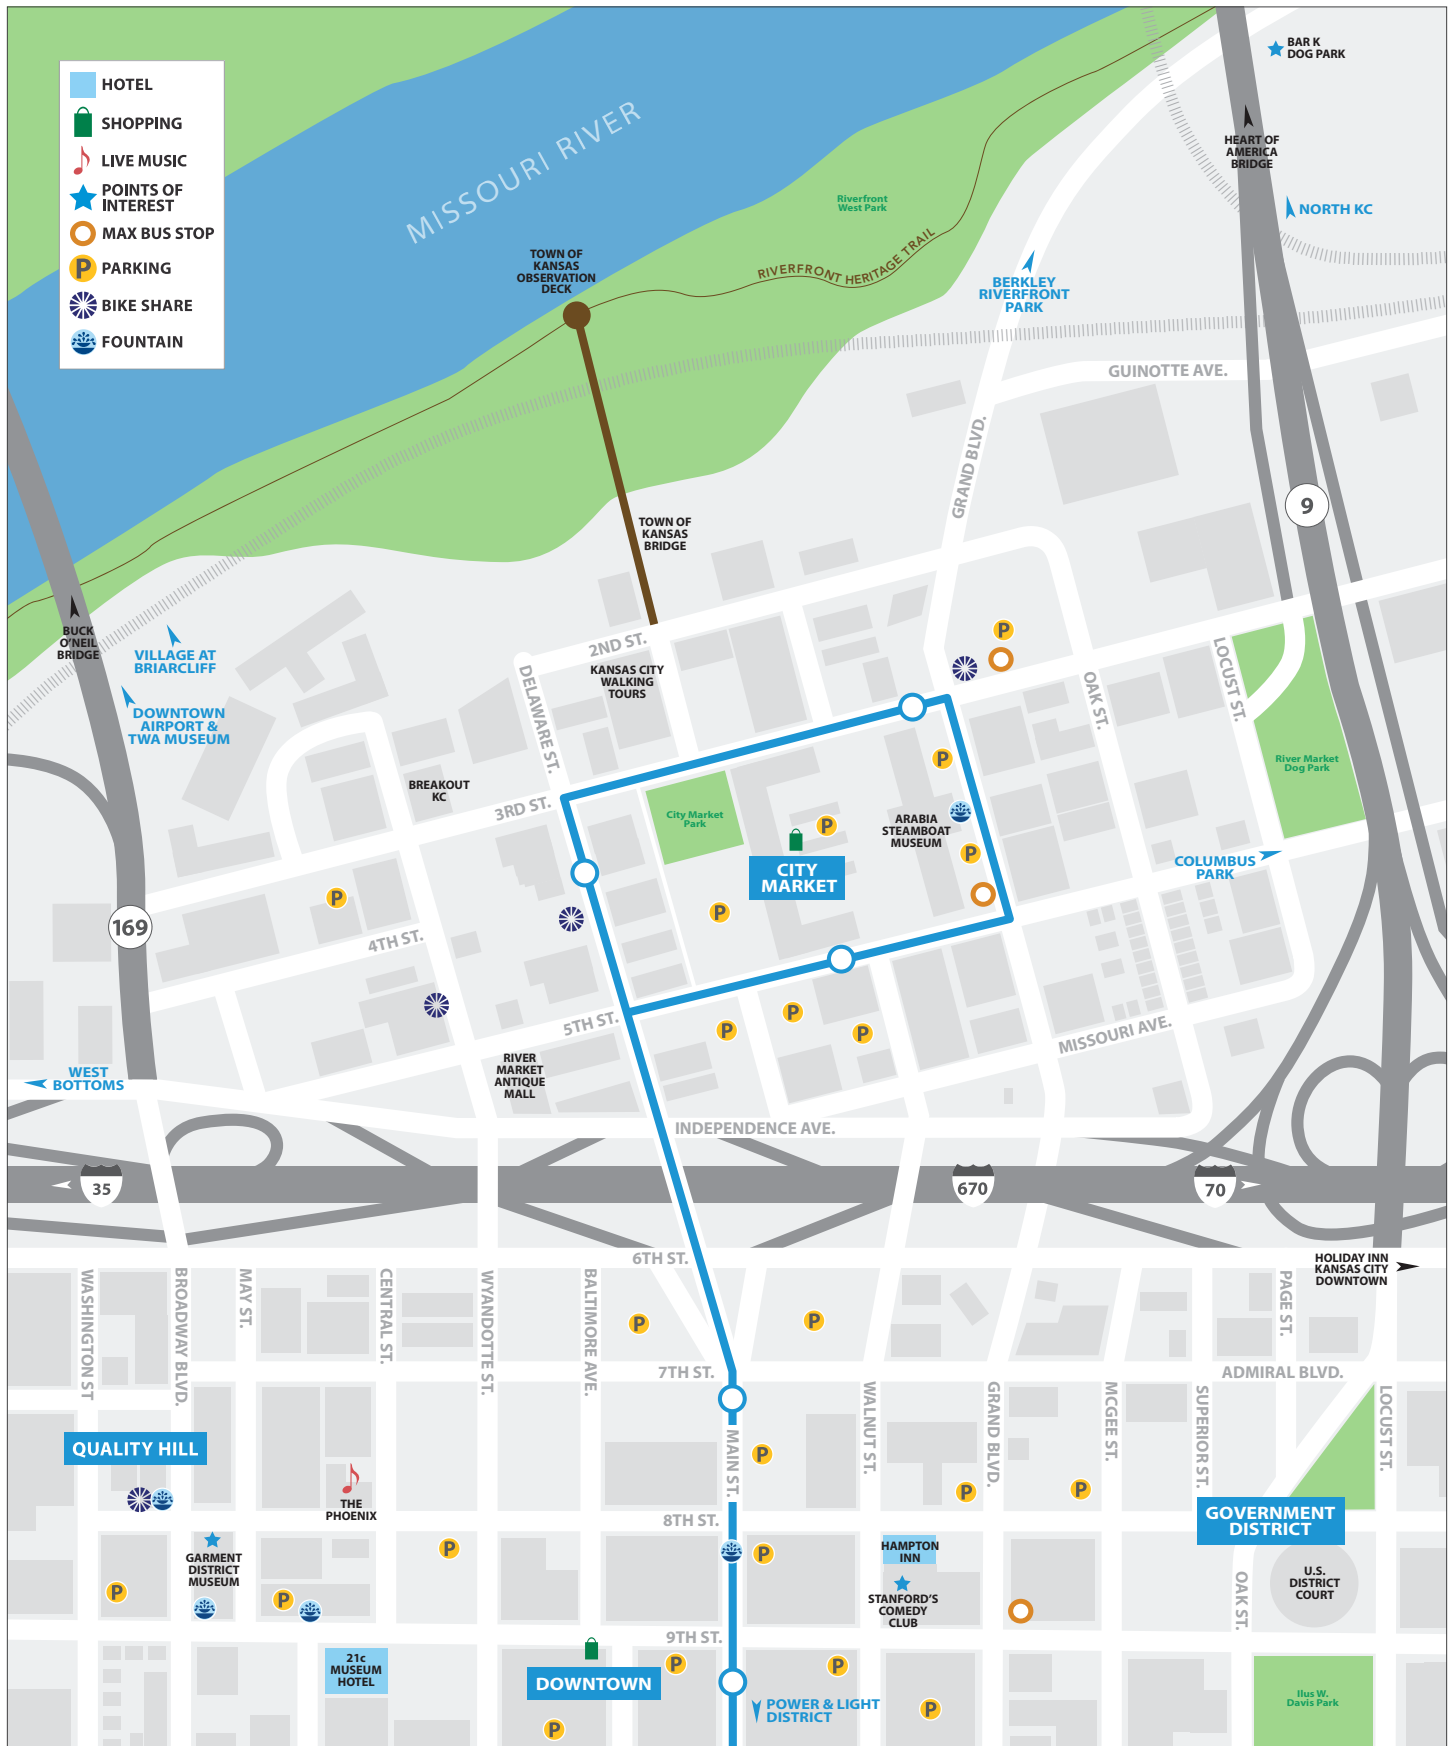 HOTEL
SHOPPING
LIVE MUSIC
POINTS OF
INTEREST
MAX BUS STOP
P
PARKING
BIKE SHARE
FOUNTAIN
MISSOURI RIVER
BAR K
DOG PARK
HEART OF
AMERICA
BRIDGE
NORTH KC
Riverfront
West Park
RIVERFRONT HERITAGE TRAIL
TOWN OF
KANSAS
OBSERVATION
DECK
BERKLEY
RIVERFRONT
PARK
GUINOTTE AVE.
GRAND BLVD.
9
TOWN OF
KANSAS
BRIDGE
BUCK
O'NEIL
BRIDGE
VILLAGE AT
BRIARCLIFF
DOWNTOWN
AIRPORT &
TWA MUSEUM
2ND ST.
KANSAS CITY
WALKING
TOURS
DELAWARE ST.
P
OAK ST.
LOCUST ST.
River Market
Dog Park
BREAKOUT
KC
3RD ST.
City Market
Park
P
P
ARABIA
STEAMBOAT
MUSEUM
P
CITY
MARKET
COLUMBUS
PARK
P
P
169
4TH ST.
5TH ST.
P
P
P
MISSOURI AVE.
RIVER
MARKET
ANTIQUE
MALL
WEST
BOTTOMS
INDEPENDENCE AVE.
35
670
70
6TH ST.
HOLIDAY INN
KANSAS CITY
DOWNTOWN
WASHINGTON ST
BROADWAY BLVD.
MAY ST.
CENTRAL ST.
WYANDOTTE ST.
BALTIMORE AVE.
PAGE ST.
P
P
7TH ST.
ADMIRAL BLVD.
MAIN ST.
WALNUT ST.
GRAND BLVD.
MCGEE ST.
SUPERIOR ST.
LOCUST ST.
QUALITY HILL
P
P
P
THE
PHOENIX
8TH ST.
GOVERNMENT
DISTRICT
GARMENT
DISTRICT
MUSEUM
P
P
HAMPTON
INN
STANFORD'S
COMEDY
CLUB
U.S.
DISTRICT
COURT
OAK ST.
P
P
9TH ST.
21c
MUSEUM
HOTEL
DOWNTOWN
P
P
POWER & LIGHT
DISTRICT
P
P
Ilus W.
Davis Park